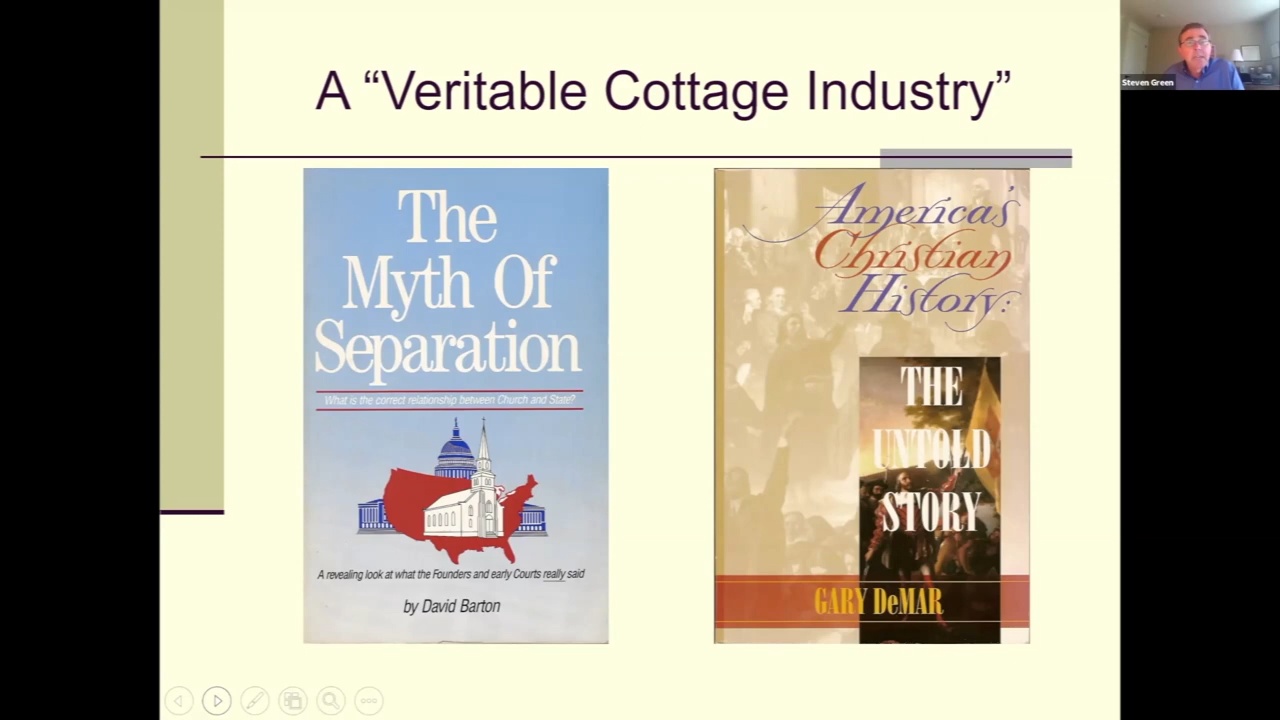 A “Veritable Cottage Industry”
Steven Green
The
Myth Of
Separation
What is the correct relationship between Church and State?
A revealing look at what the Founders and early Courts really said
by David Barton
America's
Christian
History:
THE
UNTOLD
STORY
GARY DeMAR